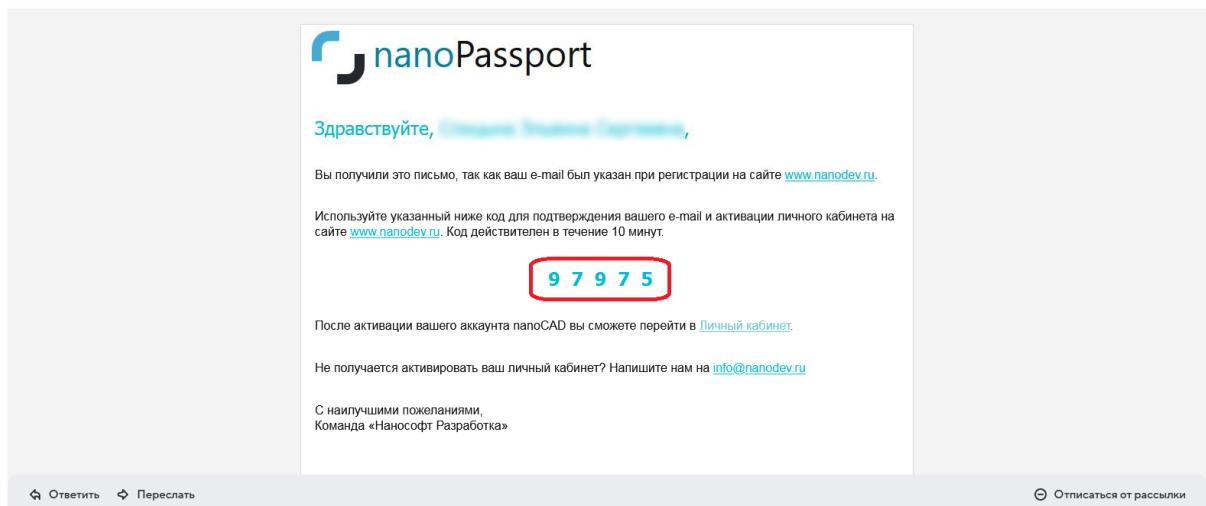 nanoPassport
Здравствуйте, ,
Вы получили это письмо, так как ваш e-mail был указан при регистрации на сайте www.nanodev.ru.
Используйте указанный ниже код для подтверждения вашего e-mail и активации личного кабинета на
сайте www.nanodev.ru. Код действителен в течение 10 минут.
9 7 9 7 5
После активации вашего аккаунта nanoCAD вы сможете перейти в Личный кабинет.
Не получается активировать ваш личный кабинет? Напишите нам на info@nanodev.ru
С наилучшими пожеланиями,
Команда «Нанософт Разработка»
Ответить Переслать Отписаться от рассылки